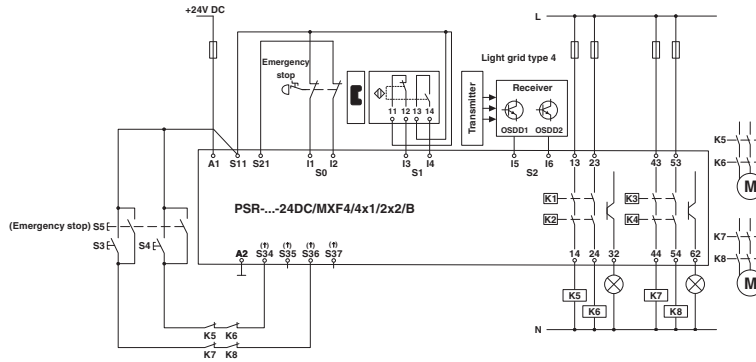 +24V DC
L
Emergency
stop
Light grid type 4
Transmitter
Receiver
OSDD1 OSDD2
11 12 13 14
A1 S11 S21 I1 I2 I3 I4 I5 I6 13 23 43 53
S0 S1 S2
K5
K6
M
K7
K8
M
PSR-...-24DC/MXF4/4x1/2x2/B
K1
K2
K3
K4
(Emergency stop) S5
S3 S4
A2 S34 (↑) S35 (↑) S36 (↑) S37 (↑)
14 24 32 44 54 62
K5 K6 K7 K8
N
K5 K6
K7 K8